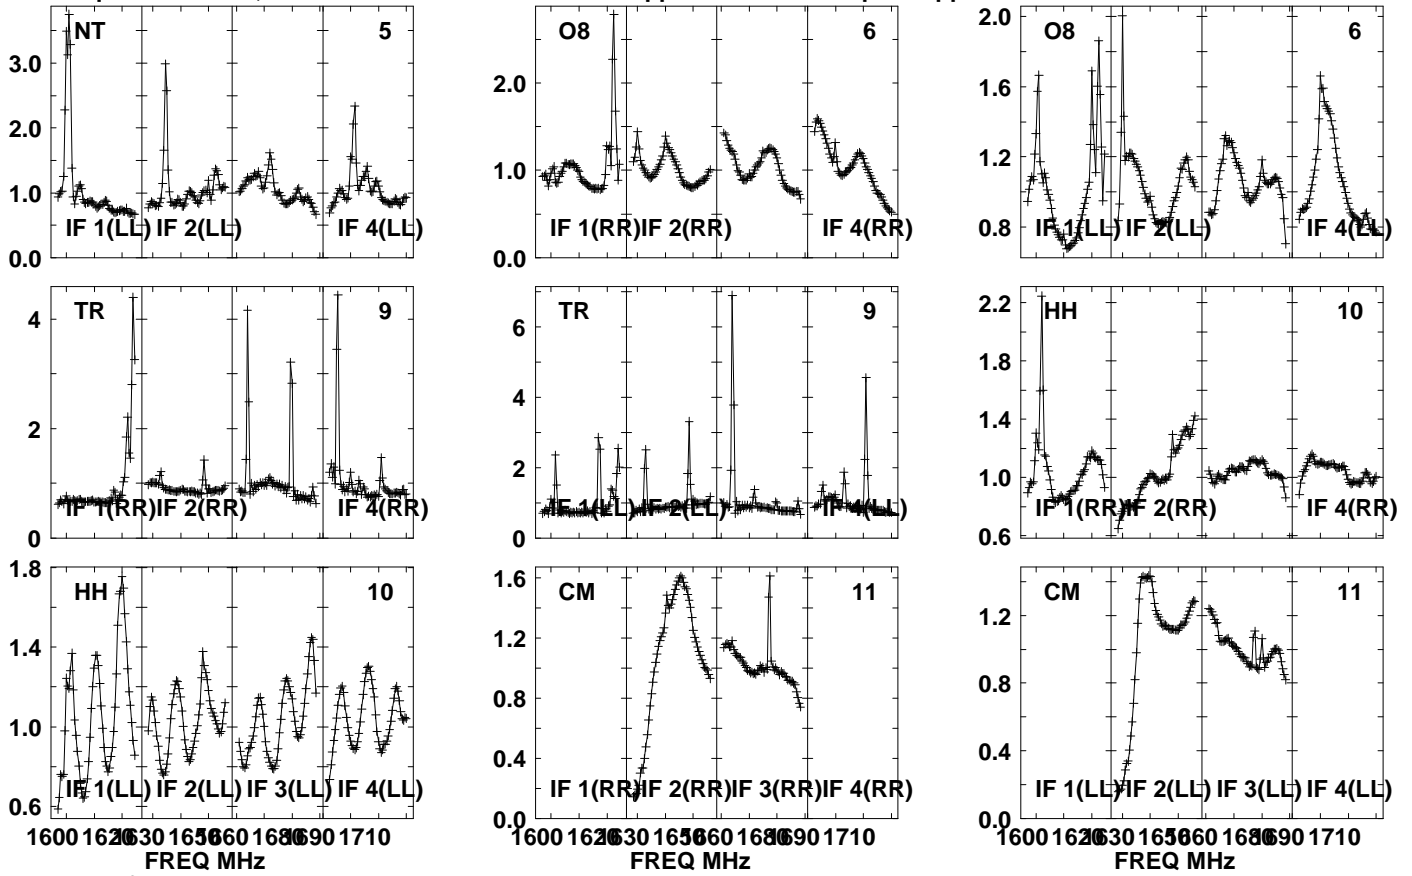 NT 5 O8 6 O8 6
3.0 2.0 1.0 0.0
2.0 1.0 0.0
2.0 1.6 1.2 0.8
IF 1(LL) IF 2(LL) IF 4(LL)
IF 1(RR) IF 2(RR) IF 4(RR)
IF 1(LL) IF 2(LL) IF 4(LL)
TR 9 TR 9 HH 10
4 2 0
6 4 2 0
2.2 1.8 1.4 1.0 0.6
IF 1(RR) IF 2(RR) IF 4(RR)
IF 1(LL) IF 2(LL) IF 4(LL)
IF 1(RR) IF 2(RR) IF 4(RR)
HH 10 CM 11 CM 11
1.8 1.4 1.0 0.6
1.6 1.2 0.8 0.4 0.0
1.2 0.8 0.4 0.0
IF 1(LL) IF 2(LL) IF 3(LL) IF 4(LL)
IF 1(RR) IF 2(RR) IF 3(RR) IF 4(RR)
IF 1(LL) IF 2(LL) IF 3(LL) IF 4(LL)
1600 1620 1630 1650 1660 1680 1690 1710
1600 1620 1630 1650 1660 1680 1690 1710
1600 1620 1630 1650 1660 1680 1690 1710
FREQ MHz FREQ MHz FREQ MHz